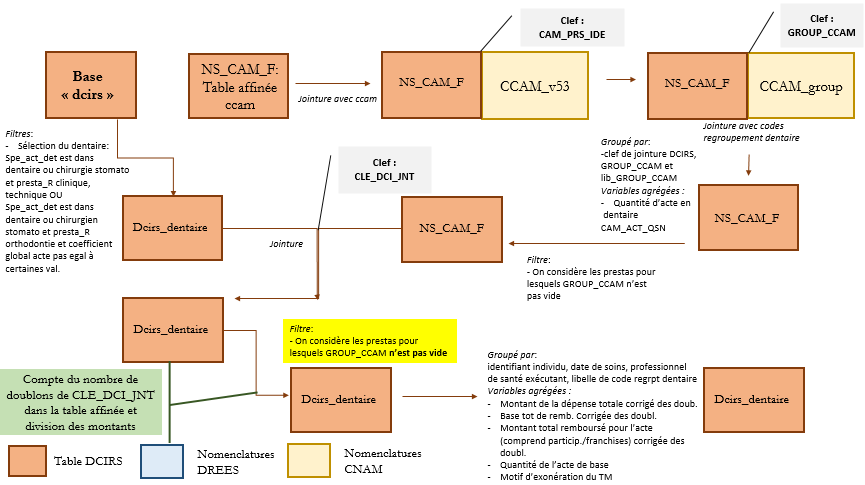 Clef :
CAM_PRS_IDE
Clef :
GROUP_CCAM
Base
« dcirs »
NS_CAM_F:
Table affinée
ccam
Jointure avec ccam
NS_CAM_F
CCAM_v53
NS_CAM_F
CCAM_group
Jointure avec codes
regroupement dentaire
Filtres:
- Sélection du dentaire:
Spe_act_det est dans
dentaire ou chirurgie stomato
et presta_R clinique,
technique OU
Spe_act_det est dans
dentaire ou chirurgien
stomato et presta_R
orthodontie et coefficient
global acte pas egal à
certaines val.
Groupé par:
-clef de jointure DCIRS,
GROUP_CCAM et
lib_GROUP_CCAM
Variables agrégées :
- Quantité d'acte en
dentaire
CAM_ACT_QSN
Clef :
CLE_DCI_JNT
Dcirs_dentaire
Jointure
NS_CAM_F
NS_CAM_F
Filtre:
- On considère les prestas pour
lesquels GROUP_CCAM n'est
pas vide
Dcirs_dentaire
Filtre:
- On considère les prestas pour
lesquels GROUP_CCAM n'est pas vide
Compte du nombre de
doublons de CLE_DCI_JNT
dans la table affinée et
division des montants
Dcirs_dentaire
Groupé par:
identifiant individu, date de soins, professionnel
de santé exécutant, libelle de code regrpt dentaire
Variables agrégées :
- Montant de la dépense totale corrigé des doub.
- Base tot de remb. Corrigée des doubl.
- Montant total remboursé pour l'acte
(comprend particip./franchises) corrigée des
doubl.
- Quantité de l'acte de base
- Motif d'exonération du TM
Dcirs_dentaire
Table DCIRS
Nomenclatures
DREES
Nomenclatures
CNAM